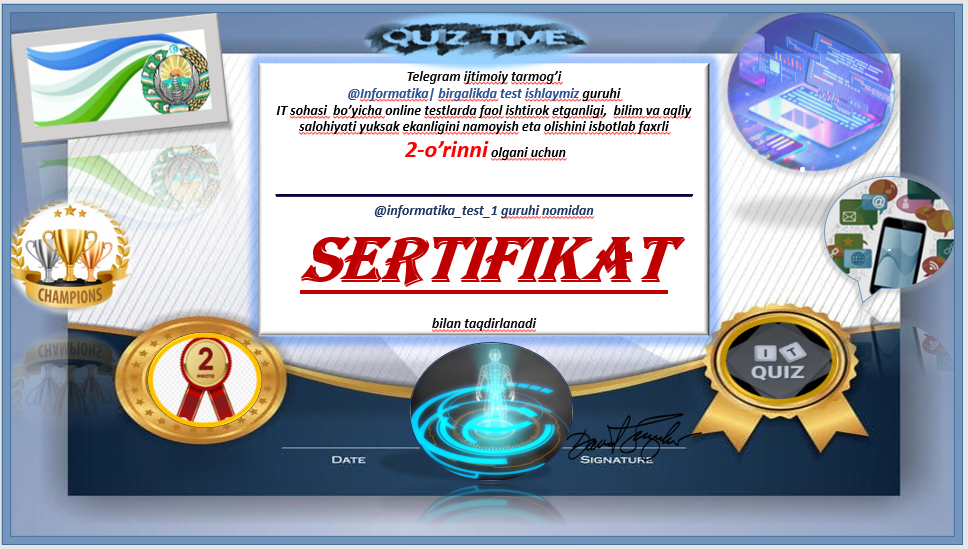 QUIZ TIME
Telegram ijtimoiy tarmog'i
@Informatika| birgalikda test ishlaymiz guruhi
IT sohasi bo'yicha online testlarda faol ishtirok etganligi, bilim va aqliy
salohiyati yuksak ekanligini namoyish eta olishini isbotlab faxrli
2-o'rinni olgani uchun
@informatika_test_1 guruhi nomidan
SERTIFIKAT
bilan taqdirlanadi
CHAMPIONS
2
МЕСТО
IT
QUIZ
DATE
SIGNATURE